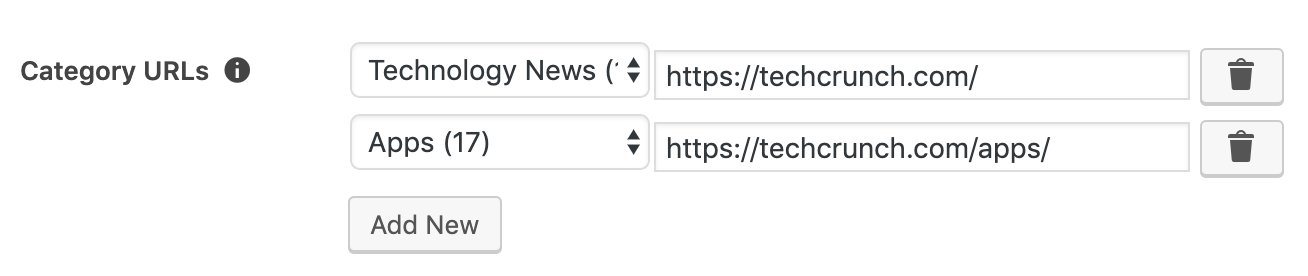 Category URLs
Technology News (
https://techcrunch.com/
Apps (17)
https://techcrunch.com/apps/
Add New